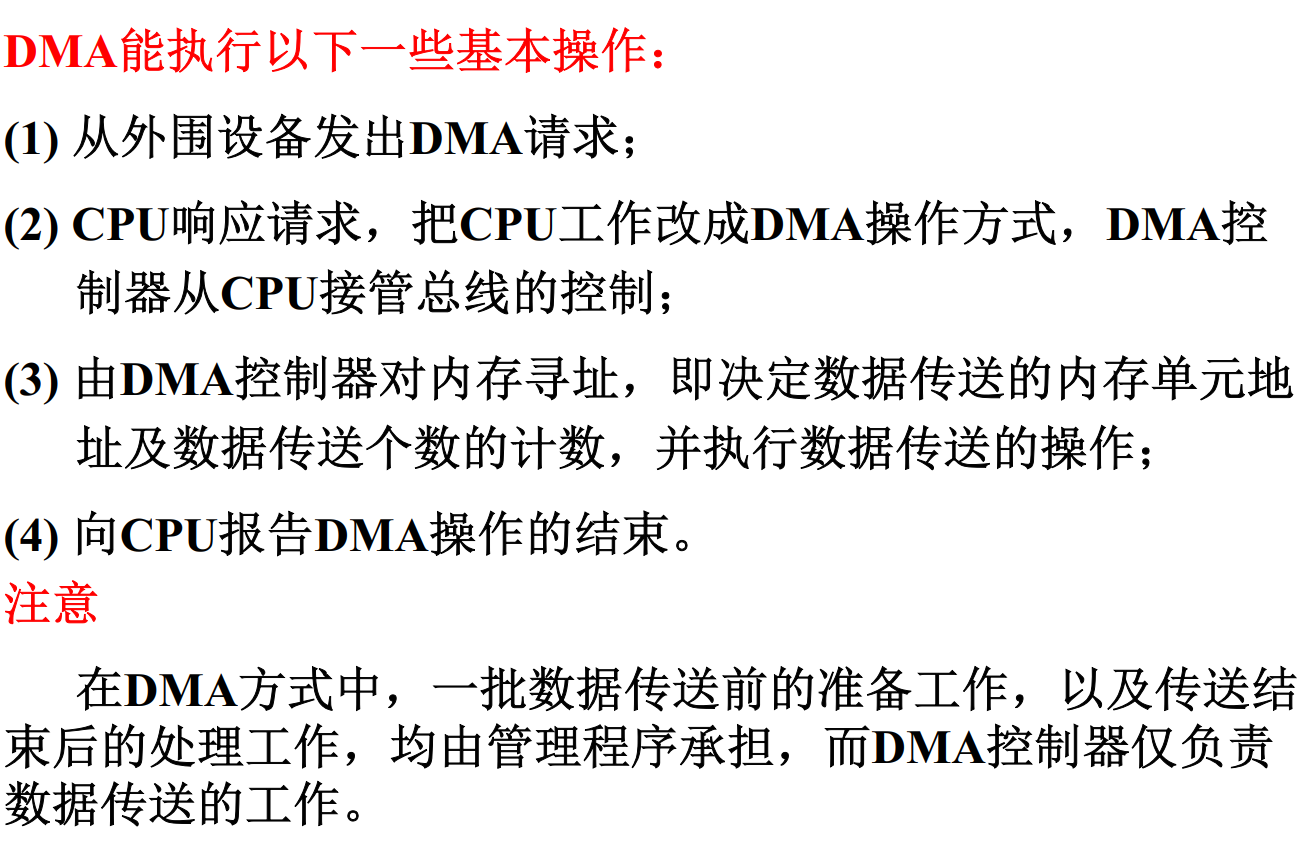 DMA能执行以下一些基本操作：
(1) 从外围设备发出DMA请求；
(2) CPU响应请求，把CPU工作改成DMA操作方式，DMA控
制器从CPU接管总线的控制；
(3) 由DMA控制器对内存寻址，即决定数据传送的内存单元地
址及数据传送个数的计数，并执行数据传送的操作；
(4) 向CPU报告DMA操作的结束。
注意
在DMA方式中，一批数据传送前的准备工作，以及传送结
束后的处理工作，均由管理程序承担，而DMA控制器仅负责
数据传送的工作。